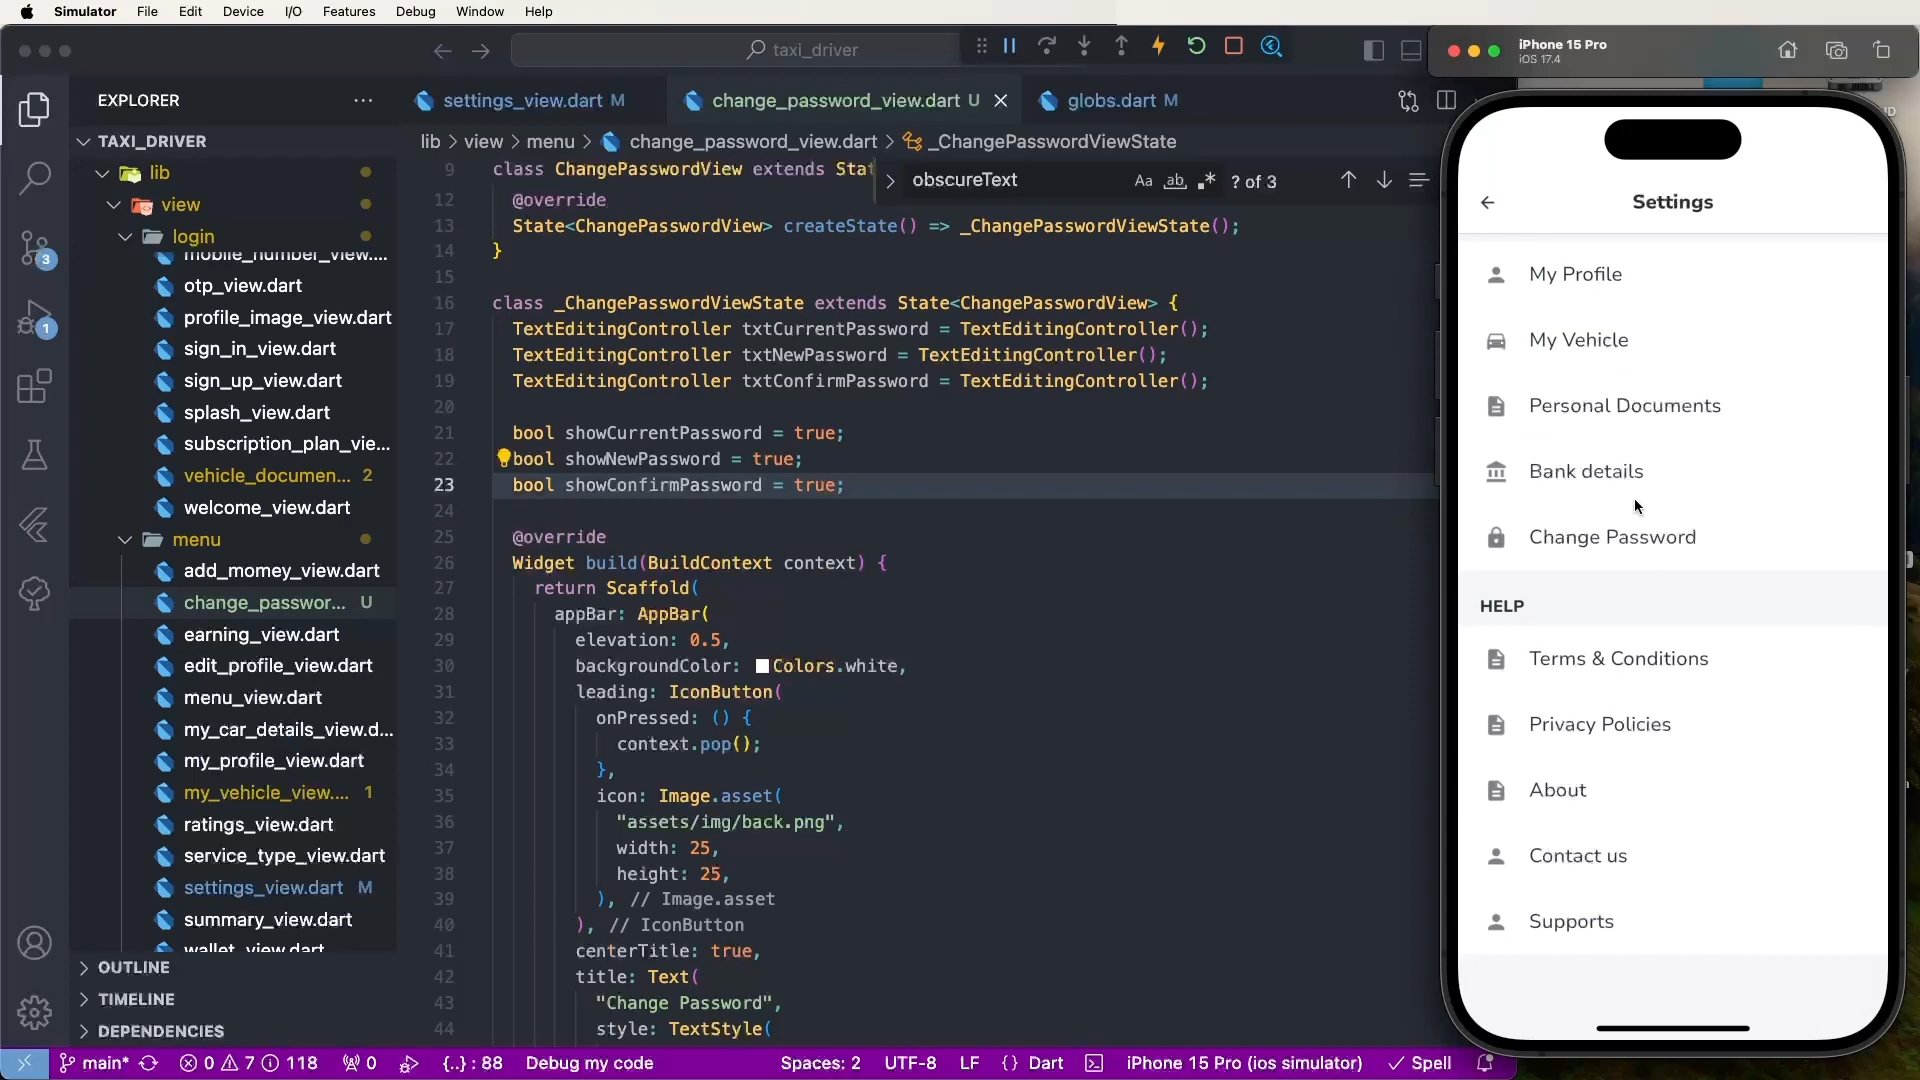 Simulator File Edit Device I/O Features Debug Window Help
taxi_driver
iPhone 15 Pro
iOS 17.4
EXPLORER
settings_view.dart M
change_password_view.dart U
globs.dart M
TAXI_DRIVER
lib > view > menu > change_password_view.dart > _ChangePasswordViewState
obscureText
Aa ab .* ? of 3
lib
view
login
mobile_number_view....
otp_view.dart
profile_image_view.dart
sign_in_view.dart
sign_up_view.dart
splash_view.dart
subscription_plan_vie...
vehicle_documen... 2
welcome_view.dart
menu
add_momey_view.dart
change_passwor... U
earning_view.dart
edit_profile_view.dart
menu_view.dart
my_car_details_view.d...
my_profile_view.dart
my_vehicle_view.... 1
ratings_view.dart
service_type_view.dart
settings_view.dart M
summary_view.dart
wallet_view.dart
OUTLINE
TIMELINE
DEPENDENCIES
3
1
9 class ChangePasswordView extends Stat
12 @override
13 State<ChangePasswordView> createState() => _ChangePasswordViewState();
14 }
15
16 class _ChangePasswordViewState extends State<ChangePasswordView> {
17 TextEditingController txtCurrentPassword = TextEditingController();
18 TextEditingController txtNewPassword = TextEditingController();
19 TextEditingController txtConfirmPassword = TextEditingController();
20
21 bool showCurrentPassword = true;
22 bool showNewPassword = true;
23 bool showConfirmPassword = true;
24
25 @override
26 Widget build(BuildContext context) {
27 return Scaffold(
28 appBar: AppBar(
29 elevation: 0.5,
30 backgroundColor: Colors.white,
31 leading: IconButton(
32 onPressed: () {
33 context.pop();
34 },
35 icon: Image.asset(
36 "assets/img/back.png",
37 width: 25,
38 height: 25,
39 ), // Image.asset
40 ), // IconButton
41 centerTitle: true,
42 title: Text(
43 "Change Password",
44 style: TextStyle(
Settings
My Profile
My Vehicle
Personal Documents
Bank details
Change Password
HELP
Terms & Conditions
Privacy Policies
About
Contact us
Supports
main* 0 7 118 0 {..} : 88 Debug my code Spaces: 2 UTF-8 LF {} Dart iPhone 15 Pro (ios simulator) Spell